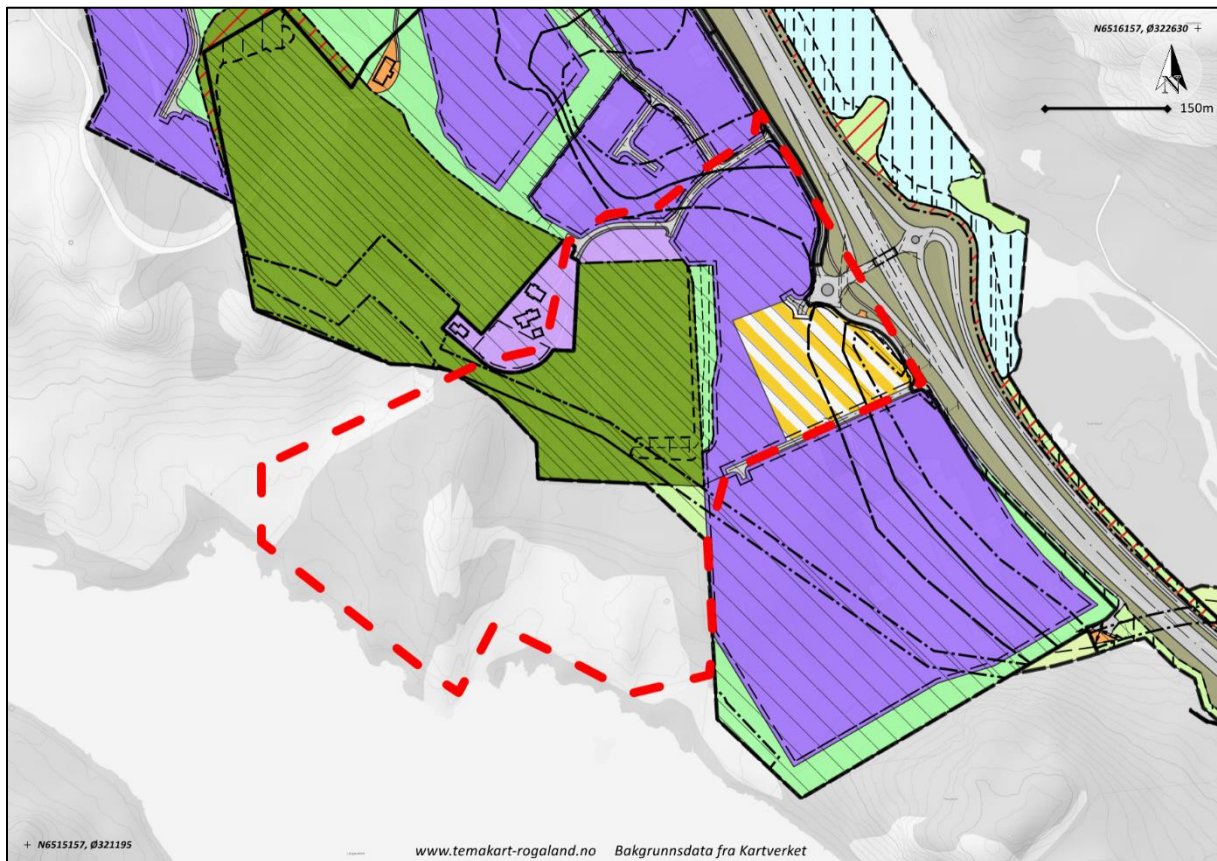 N6516157, Ø322630 +
N
150m
+ N6515157, Ø321195
www.temakart-rogaland.no Bakgrunnsdata fra Kartverket